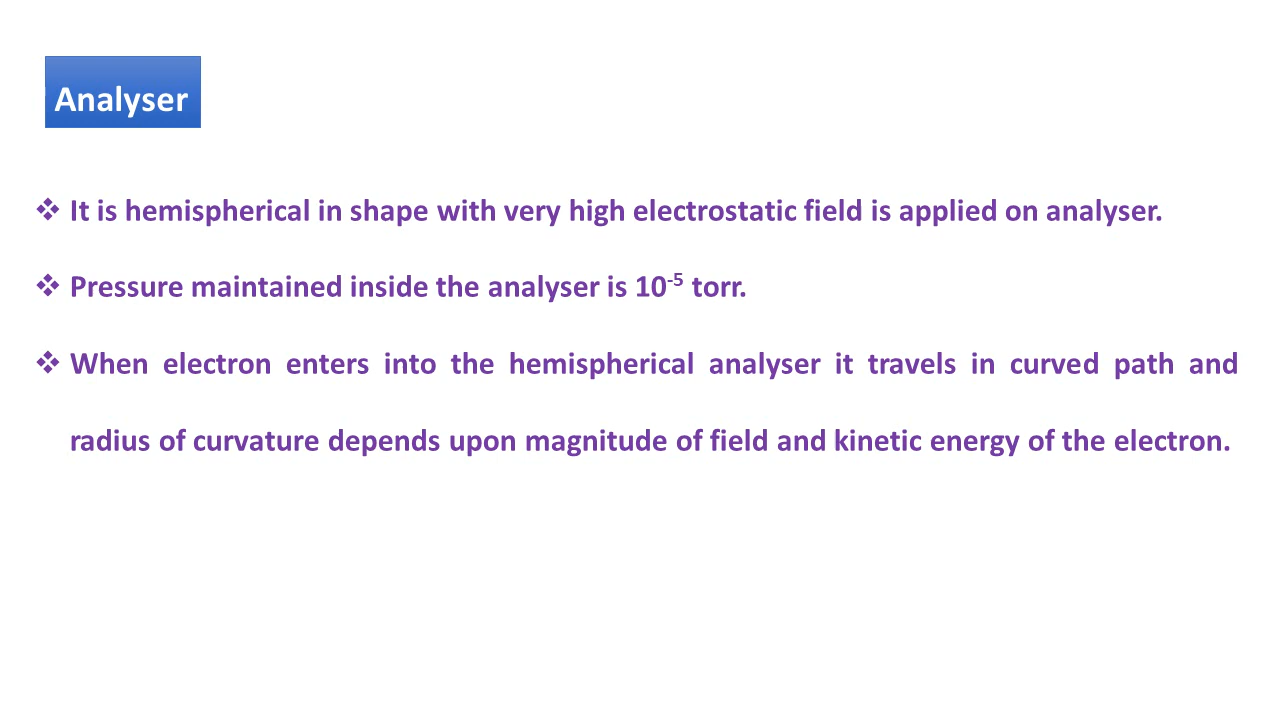 Analyser
❖ It is hemispherical in shape with very high electrostatic field is applied on analyser.
❖ Pressure maintained inside the analyser is 10⁻⁵ torr.
❖ When electron enters into the hemispherical analyser it travels in curved path and
radius of curvature depends upon magnitude of field and kinetic energy of the electron.